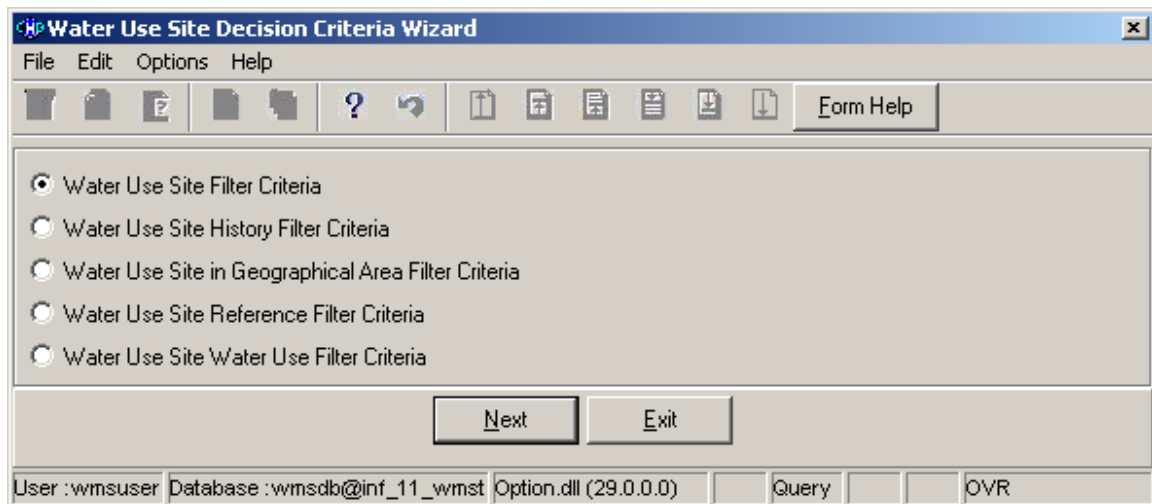 CHB Water Use Site Decision Criteria Wizard
File Edit Options Help
? Form Help
Water Use Site Filter Criteria
Water Use Site History Filter Criteria
Water Use Site in Geographical Area Filter Criteria
Water Use Site Reference Filter Criteria
Water Use Site Water Use Filter Criteria
Next Exit
User :wmsuser Database :wmsdb@inf_11_wmst Option.dll (29.0.0.0) Query OVR